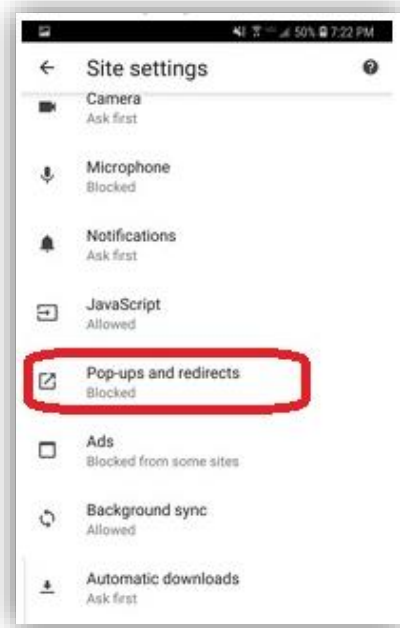 50% 7:22 PM
Site settings
Camera
Ask first
Microphone
Blocked
Notifications
Ask first
JavaScript
Allowed
Pop-ups and redirects
Blocked
Ads
Blocked from some sites
Background sync
Allowed
Automatic downloads
Ask first